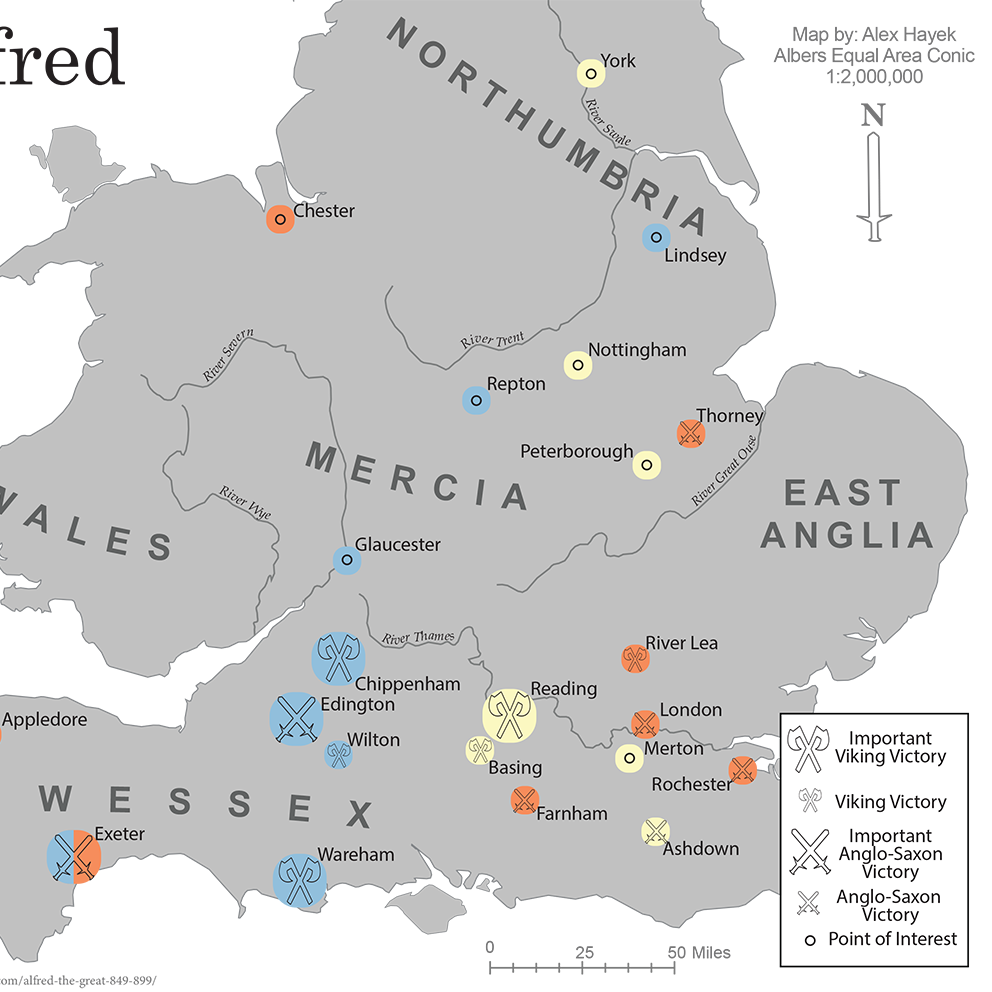 fred
Map by: Alex Hayek
Albers Equal Area Conic
1:2,000,000
N
NORTHUMBRIA
York
River Swale
Chester
Lindsey
River Severn
River Trent
Nottingham
Repton
Thorney
Peterborough
River Great Ouse
MERCIA
EAST
ANGLIA
WALES
River Wye
Glaucester
River Thames
River Lea
Chippenham
Reading
Edington
London
Appledore
Wilton
Merton
Basing
Rochester
WESSEX
Farnham
Exeter
Ashdown
Wareham
Important
Viking Victory
Viking Victory
Important
Anglo-Saxon
Victory
Anglo-Saxon
Victory
Point of Interest
0 25 50 Miles
com/alfred-the-great-849-899/